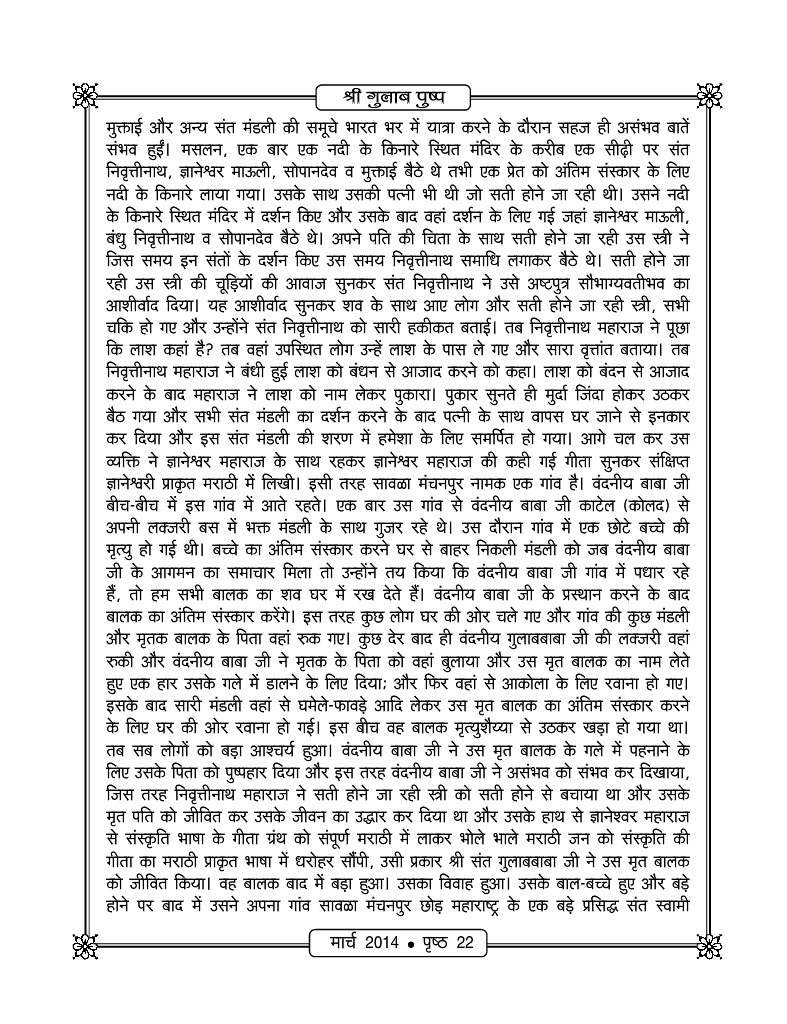 श्री गुलाब पुष्प
मुक्ताई और अन्य संत मंडली की समूचे भारत भर में यात्रा करने के दौरान सहज ही असंभव बातें
संभव हुईं। मसलन, एक बार एक नदी के किनारे स्थित मंदिर के करीब एक सीढ़ी पर संत
निवृत्तीनाथ, ज्ञानेश्वर माऊली, सोपानदेव व मुक्ताई बैठे थे तभी एक प्रेत को अंतिम संस्कार के लिए
नदी के किनारे लाया गया। उसके साथ उसकी पत्नी भी थी जो सती होने जा रही थी। उसने नदी
के किनारे स्थित मंदिर में दर्शन किए और उसके बाद वहां दर्शन के लिए गई जहां ज्ञानेश्वर माऊली,
बंधु निवृत्तीनाथ व सोपानदेव बैठे थे। अपने पति की चिता के साथ सती होने जा रही उस स्त्री ने
जिस समय इन संतों के दर्शन किए उस समय निवृत्तीनाथ समाधि लगाकर बैठे थे। सती होने जा
रही उस स्त्री की चूड़ियों की आवाज सुनकर संत निवृत्तीनाथ ने उसे अष्टपुत्र सौभाग्यवतीभव का
आशीर्वाद दिया। यह आशीर्वाद सुनकर शव के साथ आए लोग और सती होने जा रही स्त्री, सभी
चकि हो गए और उन्होंने संत निवृत्तीनाथ को सारी हकीकत बताई। तब निवृत्तीनाथ महाराज ने पूछा
कि लाश कहां है? तब वहां उपस्थित लोग उन्हें लाश के पास ले गए और सारा वृत्तांत बताया। तब
निवृत्तीनाथ महाराज ने बंधी हुई लाश को बंधन से आजाद करने को कहा। लाश को बंदन से आजाद
करने के बाद महाराज ने लाश को नाम लेकर पुकारा। पुकार सुनते ही मुर्दा जिंदा होकर उठकर
बैठ गया और सभी संत मंडली का दर्शन करने के बाद पत्नी के साथ वापस घर जाने से इनकार
कर दिया और इस संत मंडली की शरण में हमेशा के लिए समर्पित हो गया। आगे चल कर उस
व्यक्ति ने ज्ञानेश्वर महाराज के साथ रहकर ज्ञानेश्वर महाराज की कही गई गीता सुनकर संक्षिप्त
ज्ञानेश्वरी प्राकृत मराठी में लिखी। इसी तरह सावळा मंचनपुर नामक एक गांव है। वंदनीय बाबा जी
बीच-बीच में इस गांव में आते रहते। एक बार उस गांव से वंदनीय बाबा जी काटेल (कोलद) से
अपनी लक्जरी बस में भक्त मंडली के साथ गुजर रहे थे। उस दौरान गांव में एक छोटे बच्चे की
मृत्यु हो गई थी। बच्चे का अंतिम संस्कार करने घर से बाहर निकली मंडली को जब वंदनीय बाबा
जी के आगमन का समाचार मिला तो उन्होंने तय किया कि वंदनीय बाबा जी गांव में पधार रहे
हैं, तो हम सभी बालक का शव घर में रख देते हैं। वंदनीय बाबा जी के प्रस्थान करने के बाद
बालक का अंतिम संस्कार करेंगे। इस तरह कुछ लोग घर की ओर चले गए और गांव की कुछ मंडली
और मृतक बालक के पिता वहां रुक गए। कुछ देर बाद ही वंदनीय गुलाबबाबा जी की लक्जरी वहां
रुकी और वंदनीय बाबा जी ने मृतक के पिता को वहां बुलाया और उस मृत बालक का नाम लेते
हुए एक हार उसके गले में डालने के लिए दिया; और फिर वहां से आकोला के लिए रवाना हो गए।
इसके बाद सारी मंडली वहां से घमेले-फावड़े आदि लेकर उस मृत बालक का अंतिम संस्कार करने
के लिए घर की ओर रवाना हो गई। इस बीच वह बालक मृत्युशैय्या से उठकर खड़ा हो गया था।
तब सब लोगों को बड़ा आश्चर्य हुआ। वंदनीय बाबा जी ने उस मृत बालक के गले में पहनाने के
लिए उसके पिता को पुष्पहार दिया और इस तरह वंदनीय बाबा जी ने असंभव को संभव कर दिखाया,
जिस तरह निवृत्तीनाथ महाराज ने सती होने जा रही स्त्री को सती होने से बचाया था और उसके
मृत पति को जीवित कर उसके जीवन का उद्धार कर दिया था और उसके हाथ से ज्ञानेश्वर महाराज
से संस्कृति भाषा के गीता ग्रंथ को संपूर्ण मराठी में लाकर भोले भाले मराठी जन को संस्कृति की
गीता का मराठी प्राकृत भाषा में धरोहर सौंपी, उसी प्रकार श्री संत गुलाबबाबा जी ने उस मृत बालक
को जीवित किया। वह बालक बाद में बड़ा हुआ। उसका विवाह हुआ। उसके बाल-बच्चे हुए और बड़े
होने पर बाद में उसने अपना गांव सावळा मंचनपुर छोड़ महाराष्ट्र के एक बड़े प्रसिद्ध संत स्वामी
मार्च 2014 ● पृष्ठ 22